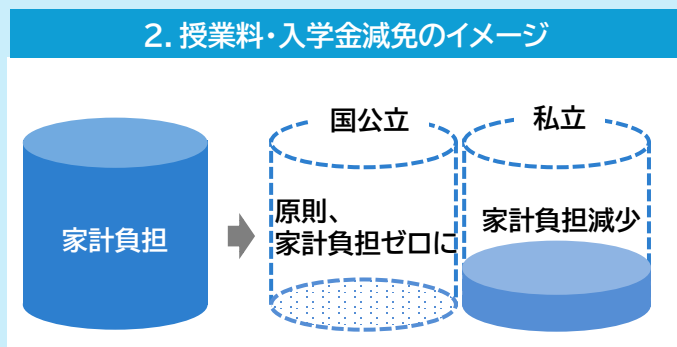 2. 授業料・入学金減免のイメージ
家計負担
国公立
原則、
家計負担ゼロに
私立
家計負担減少